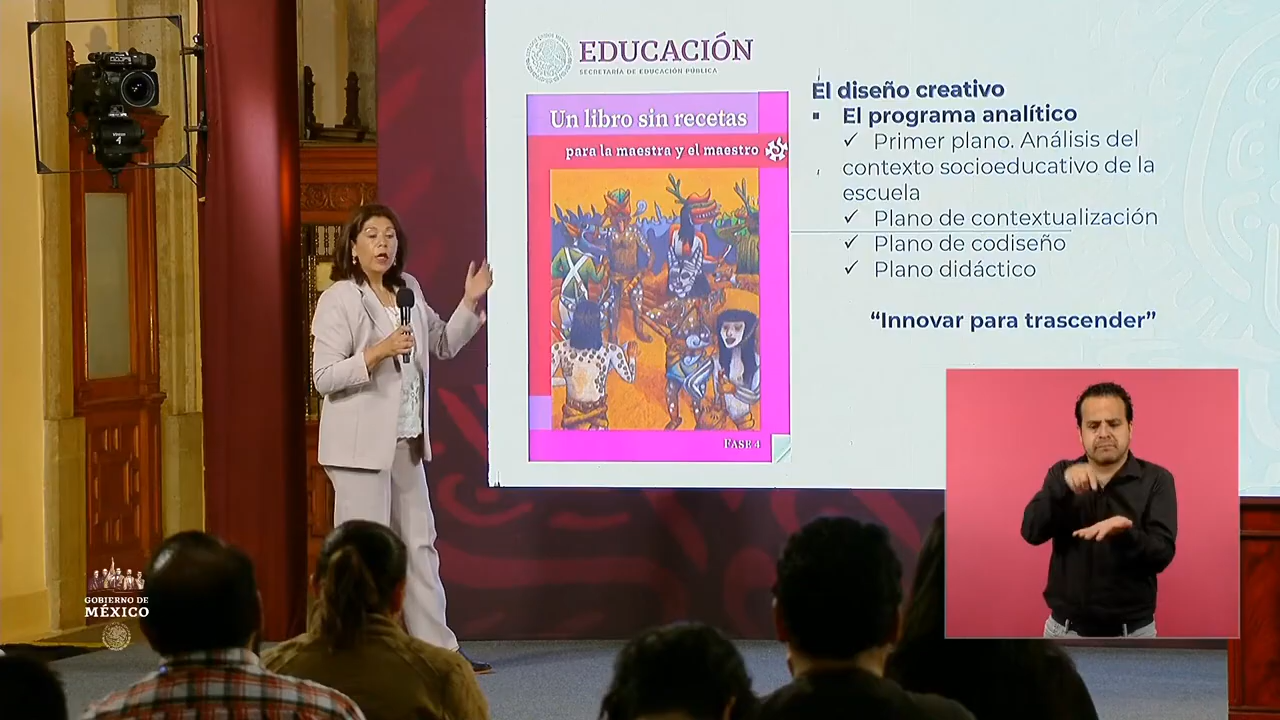 EDUCACIÓN
SECRETARÍA DE EDUCACIÓN PÚBLICA
Un libro sin recetas
para la maestra y el maestro
FASE 4
El diseño creativo
▪ El programa analítico
✓ Primer plano. Análisis del
contexto socioeducativo de la
escuela
✓ Plano de contextualización
✓ Plano de codiseño
✓ Plano didáctico
“Innovar para trascender”
GOBIERNO DE
MÉXICO